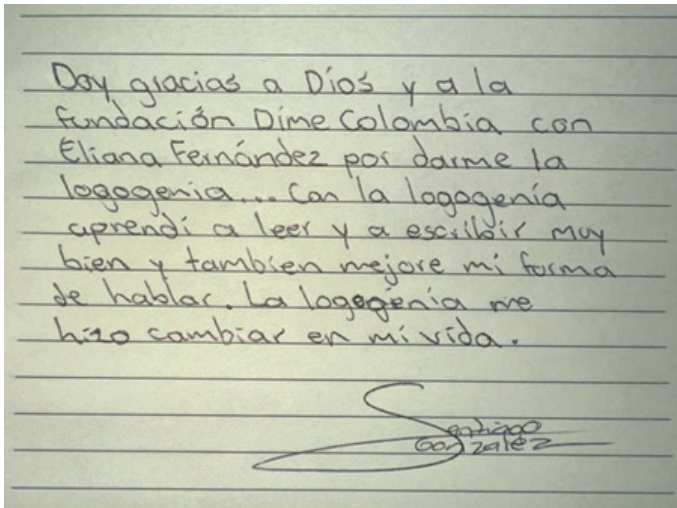 Doy gracias a Díos y a la
fundación Díme Colombia con
Eliana Fernández por darme la
logogenia... Con la logogenía
aprendí a leer y a escribir muy
bien y tambien mejore mi forma
de hablar. La logogenía me
hizo cambiar en mi vida.
Santiago
Gonzalez